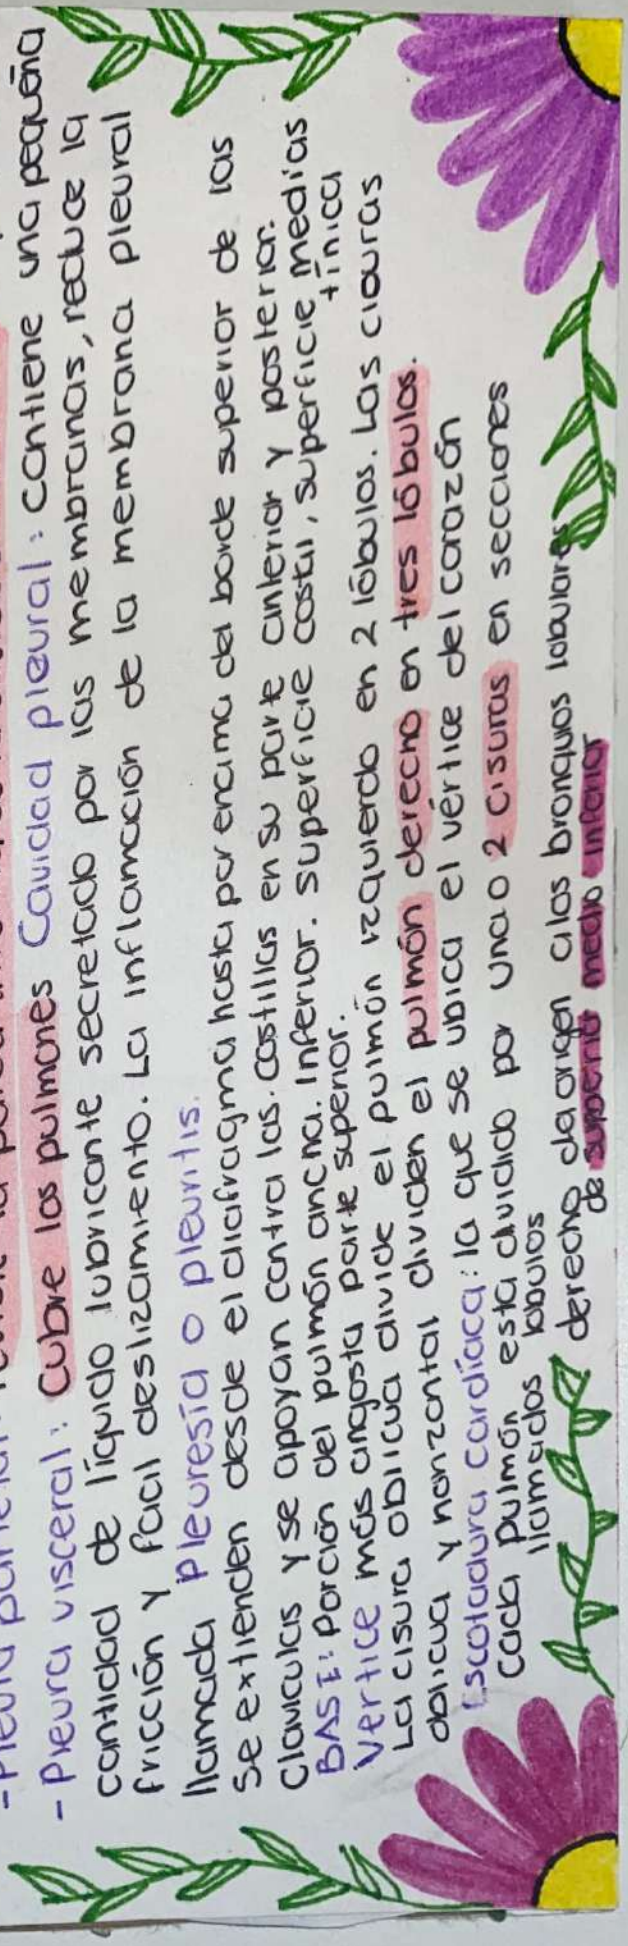 - Pleura visceral: Cubre los pulmones Cavidad pleural: contiene una pequeña
cantidad de líquido lubricante secretado por las membranas, reduce la
fricción y facil deslizamiento. La inflamación de la membrana pleural
llamada pleuresía o pleuritis.
Se extienden desde el diafragma hasta por encima del borde superior de las
Clavículas y se apoyan contra las costillas en su parte anterior y posterior.
BASE: Porción del pulmón ancha. Inferior. Superficie costal, superficie medias
tínica
Vertice más angosta parte superior.
La cisura oblicua divide el pulmón izquierdo en 2 lóbulos. Las ciouras
oblicua y horizontal dividen el pulmón derecho en tres lóbulos.
Escotadura cardíaca: la que se ubica el vértice del corazón
Cada pulmón esta dividido por una o 2 cisuras en secciones
llamadas lobulos
derecho da origen a los bronquios lobulares
de superior medio inferior